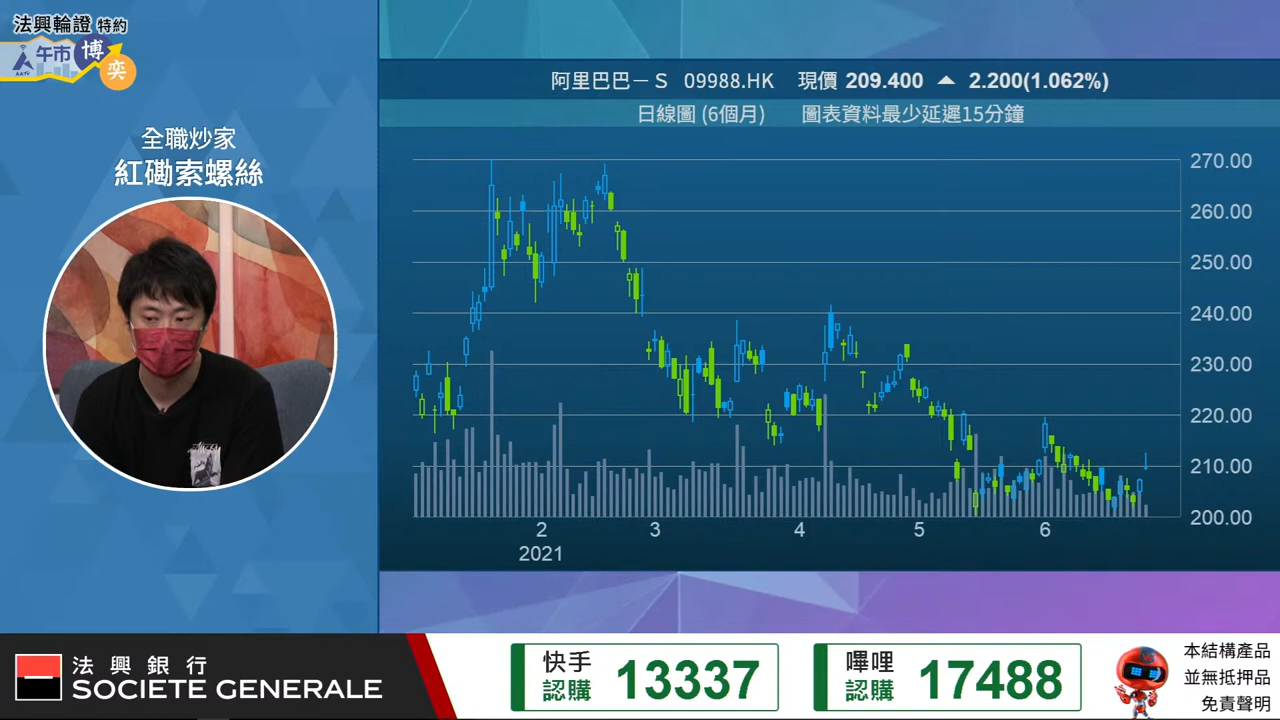 法興輪證 特約
AATV
午市
博
奕
全職炒家
紅磡索螺絲
阿里巴巴－S 09988.HK 現價 209.400 ▲ 2.200(1.062%)
日線圖 (6個月) 圖表資料最少延遲15分鐘
270.00
260.00
250.00
240.00
230.00
220.00
210.00
200.00
2 3 4 5 6
2021
法興銀行
SOCIETE GENERALE
快手
認購
13337
嗶哩
認購
17488
本結構產品
並無抵押品
免責聲明